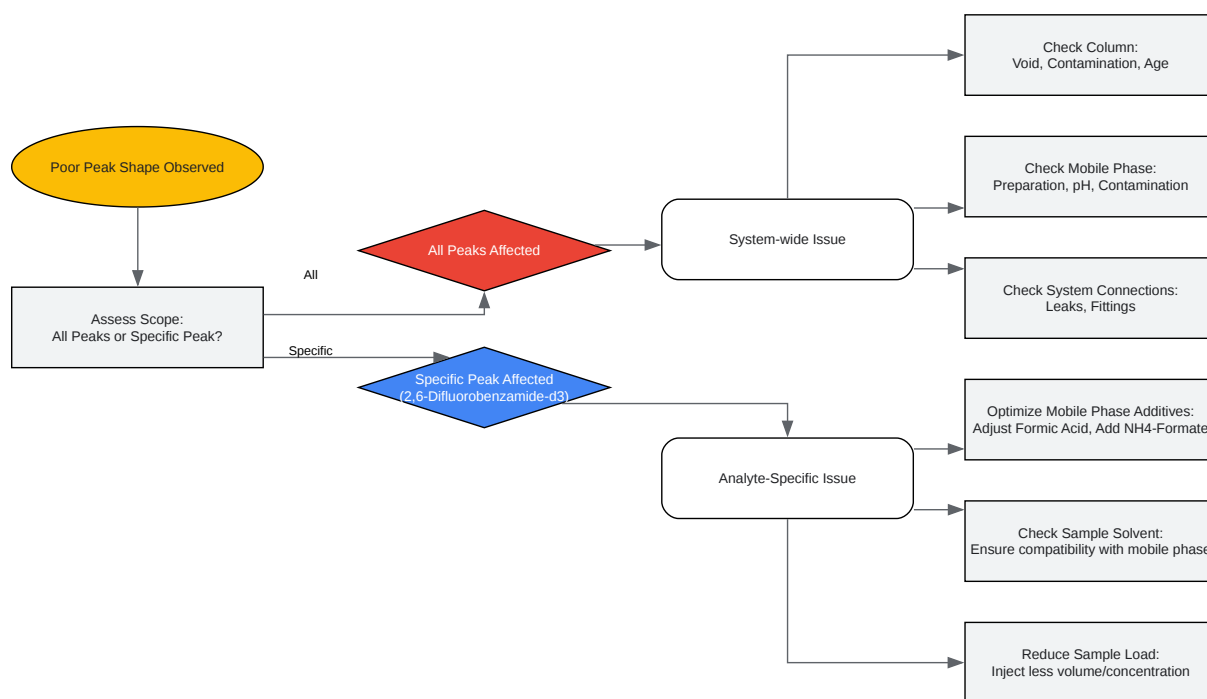 Poor Peak Shape Observed
Assess Scope:
All Peaks or Specific Peak?
All
Specific
All Peaks Affected
Specific Peak Affected
(2,6-Difluorobenzamide-d3)
System-wide Issue
Analyte-Specific Issue
Check Column:
Void, Contamination, Age
Check Mobile Phase:
Preparation, pH, Contamination
Check System Connections:
Leaks, Fittings
Optimize Mobile Phase Additives:
Adjust Formic Acid, Add NH4-Formate
Check Sample Solvent:
Ensure compatibility with mobile phase
Reduce Sample Load:
Inject less volume/concentration